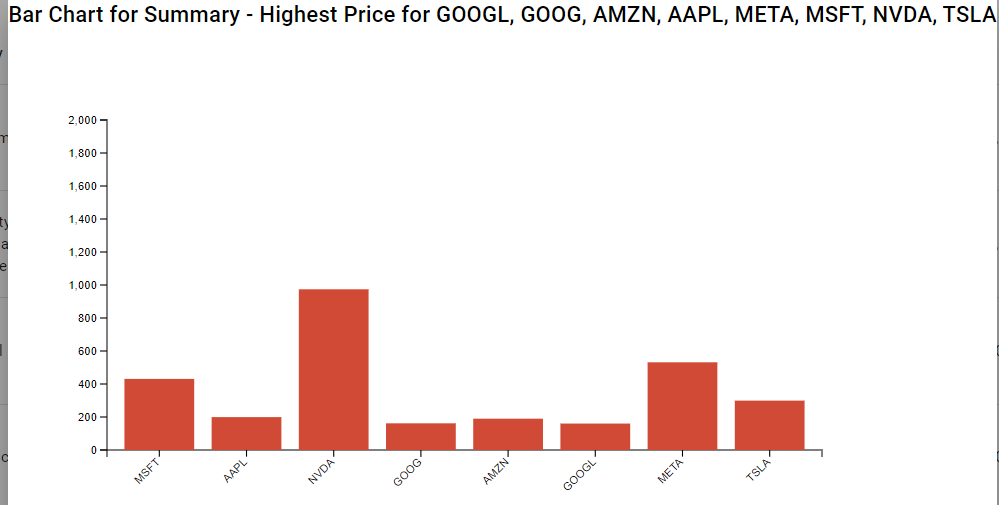 Bar Chart for Summary - Highest Price for GOOGL, GOOG, AMZN, AAPL, META, MSFT, NVDA, TSLA
2,000
1,800
1,600
1,400
1,200
1,000
800
600
400
200
0
MSFT
AAPL
NVDA
GOOG
AMZN
GOOGL
META
TSLA